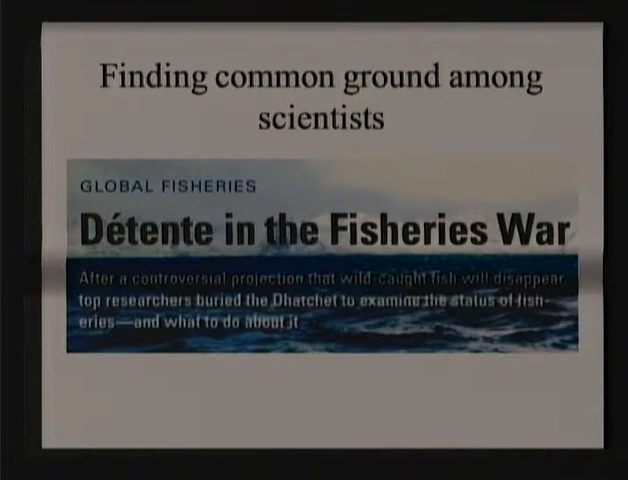 Finding common ground among
scientists
GLOBAL FISHERIES
Détente in the Fisheries War
After a controversial projection that wild-caught fish will disappear,
top researchers buried the Dhatchet to examine the status of fish-
eries—and what to do about it